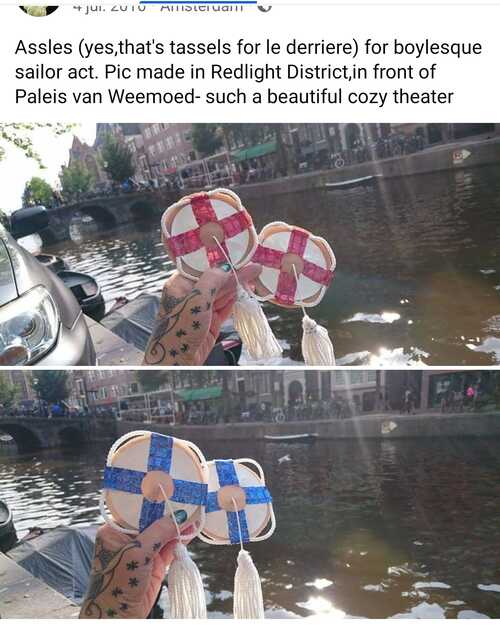 Assles (yes,that's tassels for le derriere) for boylesque
sailor act. Pic made in Redlight District,in front of
Paleis van Weemoed- such a beautiful cozy theater